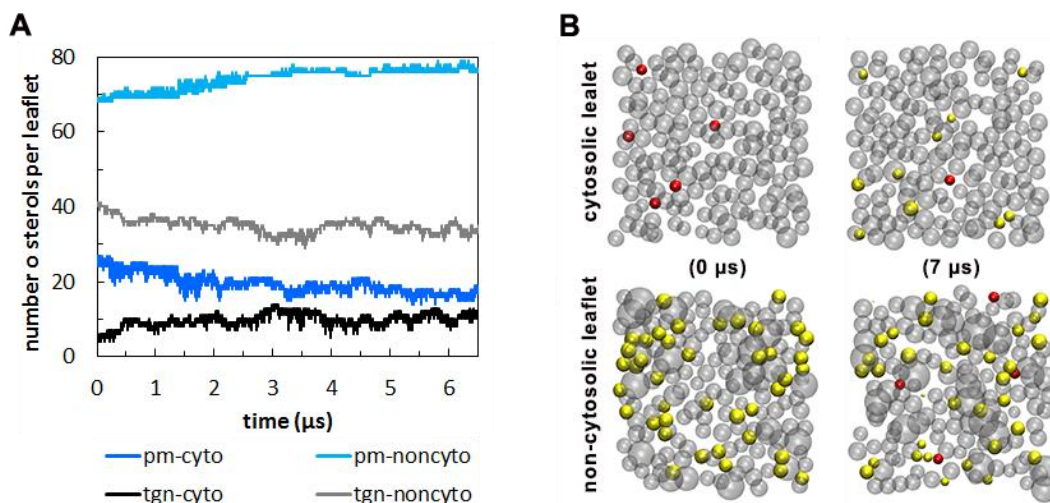 A
number o sterols per leaflet
80
60
40
20
0
0 1 2 3 4 5 6
time (µs)
pm-cyto pm-noncyto
tgn-cyto tgn-noncyto
B
cytosolic lealet
(0 µs) (7 µs)
non-cytosolic leaflet